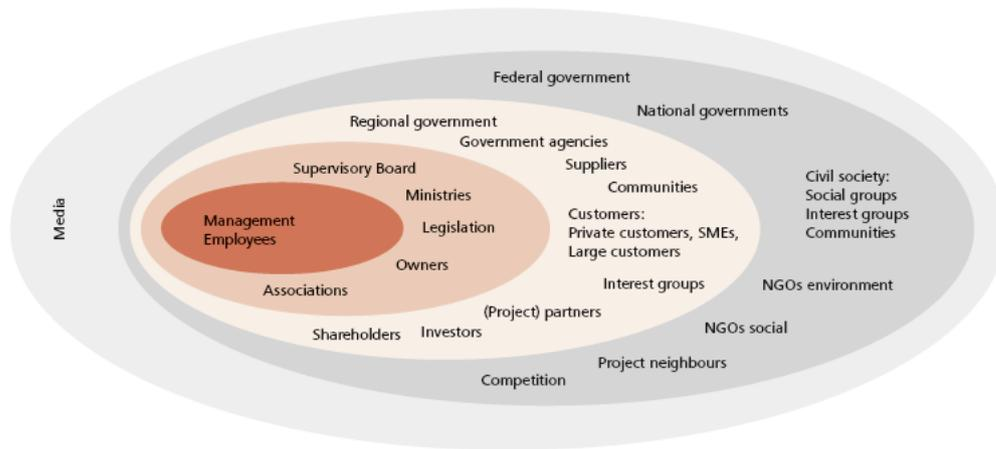 Federal government
National governments
Regional government
Government agencies
Supervisory Board
Suppliers
Ministries
Communities
Civil society:
Social groups
Interest groups
Communities
Media
Management
Employees
Legislation
Customers:
Private customers, SMEs,
Large customers
Owners
Associations
Interest groups
NGOs environment
(Project) partners
Shareholders
Investors
NGOs social
Project neighbours
Competition